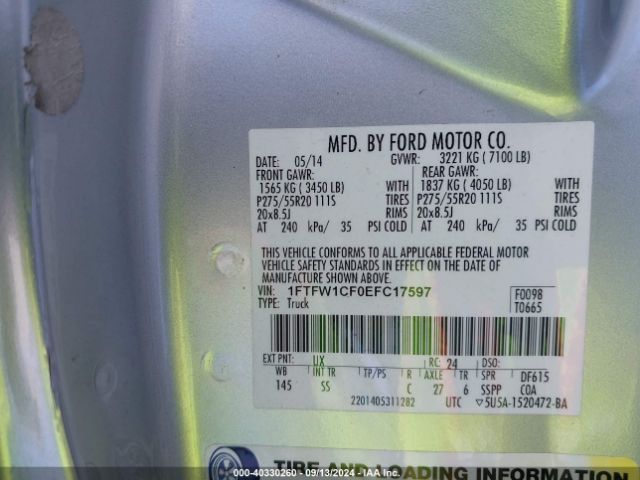 MFD. BY FORD MOTOR CO.
DATE: 05/14 GVWR: 3221 KG ( 7100 LB)
FRONT GAWR: REAR GAWR:
1565 KG ( 3450 LB) WITH 1837 KG ( 4050 LB) WITH
P275/55R20 111S TIRES P275/55R20 111S TIRES
20x8.5J RIMS 20x8.5J RIMS
AT 240 kPa/ 35 PSI COLD AT 240 kPa/ 35 PSI COLD
THIS VEHICLE CONFORMS TO ALL APPLICABLE FEDERAL MOTOR
VEHICLE SAFETY STANDARDS IN EFFECT ON THE DATE OF
MANUFACTURE SHOWN ABOVE.
VIN: 1FTFW1CF0EFC17597 F0098
TYPE: Truck T0665
EXT PNT: UX RC: 24 DSO:
WB INT TR TP/PS R AXLE TR SPR DF615
145 SS C 27 6 SSPP COA
2201405311282 UTC ▽5U5A-1520472-BA
TIRE AND LOADING INFORMATION
© IAA - 40330260 - 09/13/2024 - COPART